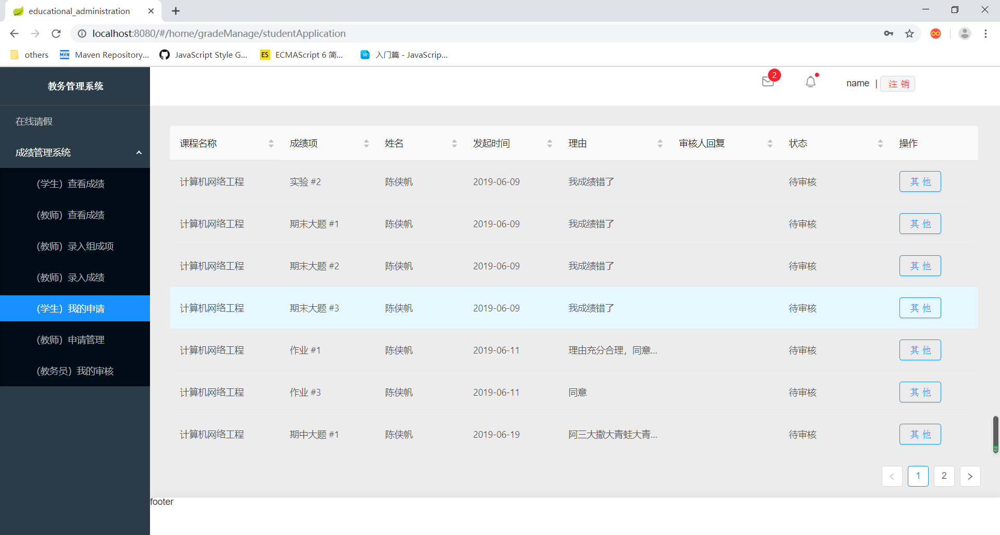 educational_administration
localhost:8080/#/home/gradeManage/studentApplication
others
Maven Repository...
JavaScript Style G...
ES ECMAScript 6 简...
W 入门篇 - JavaScrip...
教务管理系统
2
name | 注 销
在线请假
成绩管理系统
(学生) 查看成绩
(教师) 查看成绩
(教师) 录入组成项
(教师) 录入成绩
(学生) 我的申请
(教师) 申请管理
(教务员) 我的审核
课程名称 成绩项 姓名 发起时间 理由 审核人回复 状态 操作
计算机网络工程 实验 #2 陈侠帆 2019-06-09 我成绩错了 待审核 其 他
计算机网络工程 期末大题 #1 陈侠帆 2019-06-09 我成绩错了 待审核 其 他
计算机网络工程 期末大题 #2 陈侠帆 2019-06-09 我成绩错了 待审核 其 他
计算机网络工程 期末大题 #3 陈侠帆 2019-06-09 我成绩错了 待审核 其 他
计算机网络工程 作业 #1 陈侠帆 2019-06-11 理由充分合理，同意... 待审核 其 他
计算机网络工程 作业 #3 陈侠帆 2019-06-11 同意 待审核 其 他
计算机网络工程 期中大题 #1 陈侠帆 2019-06-19 阿三大撒大青蛙大青... 待审核 其 他
< 1 2 >
footer